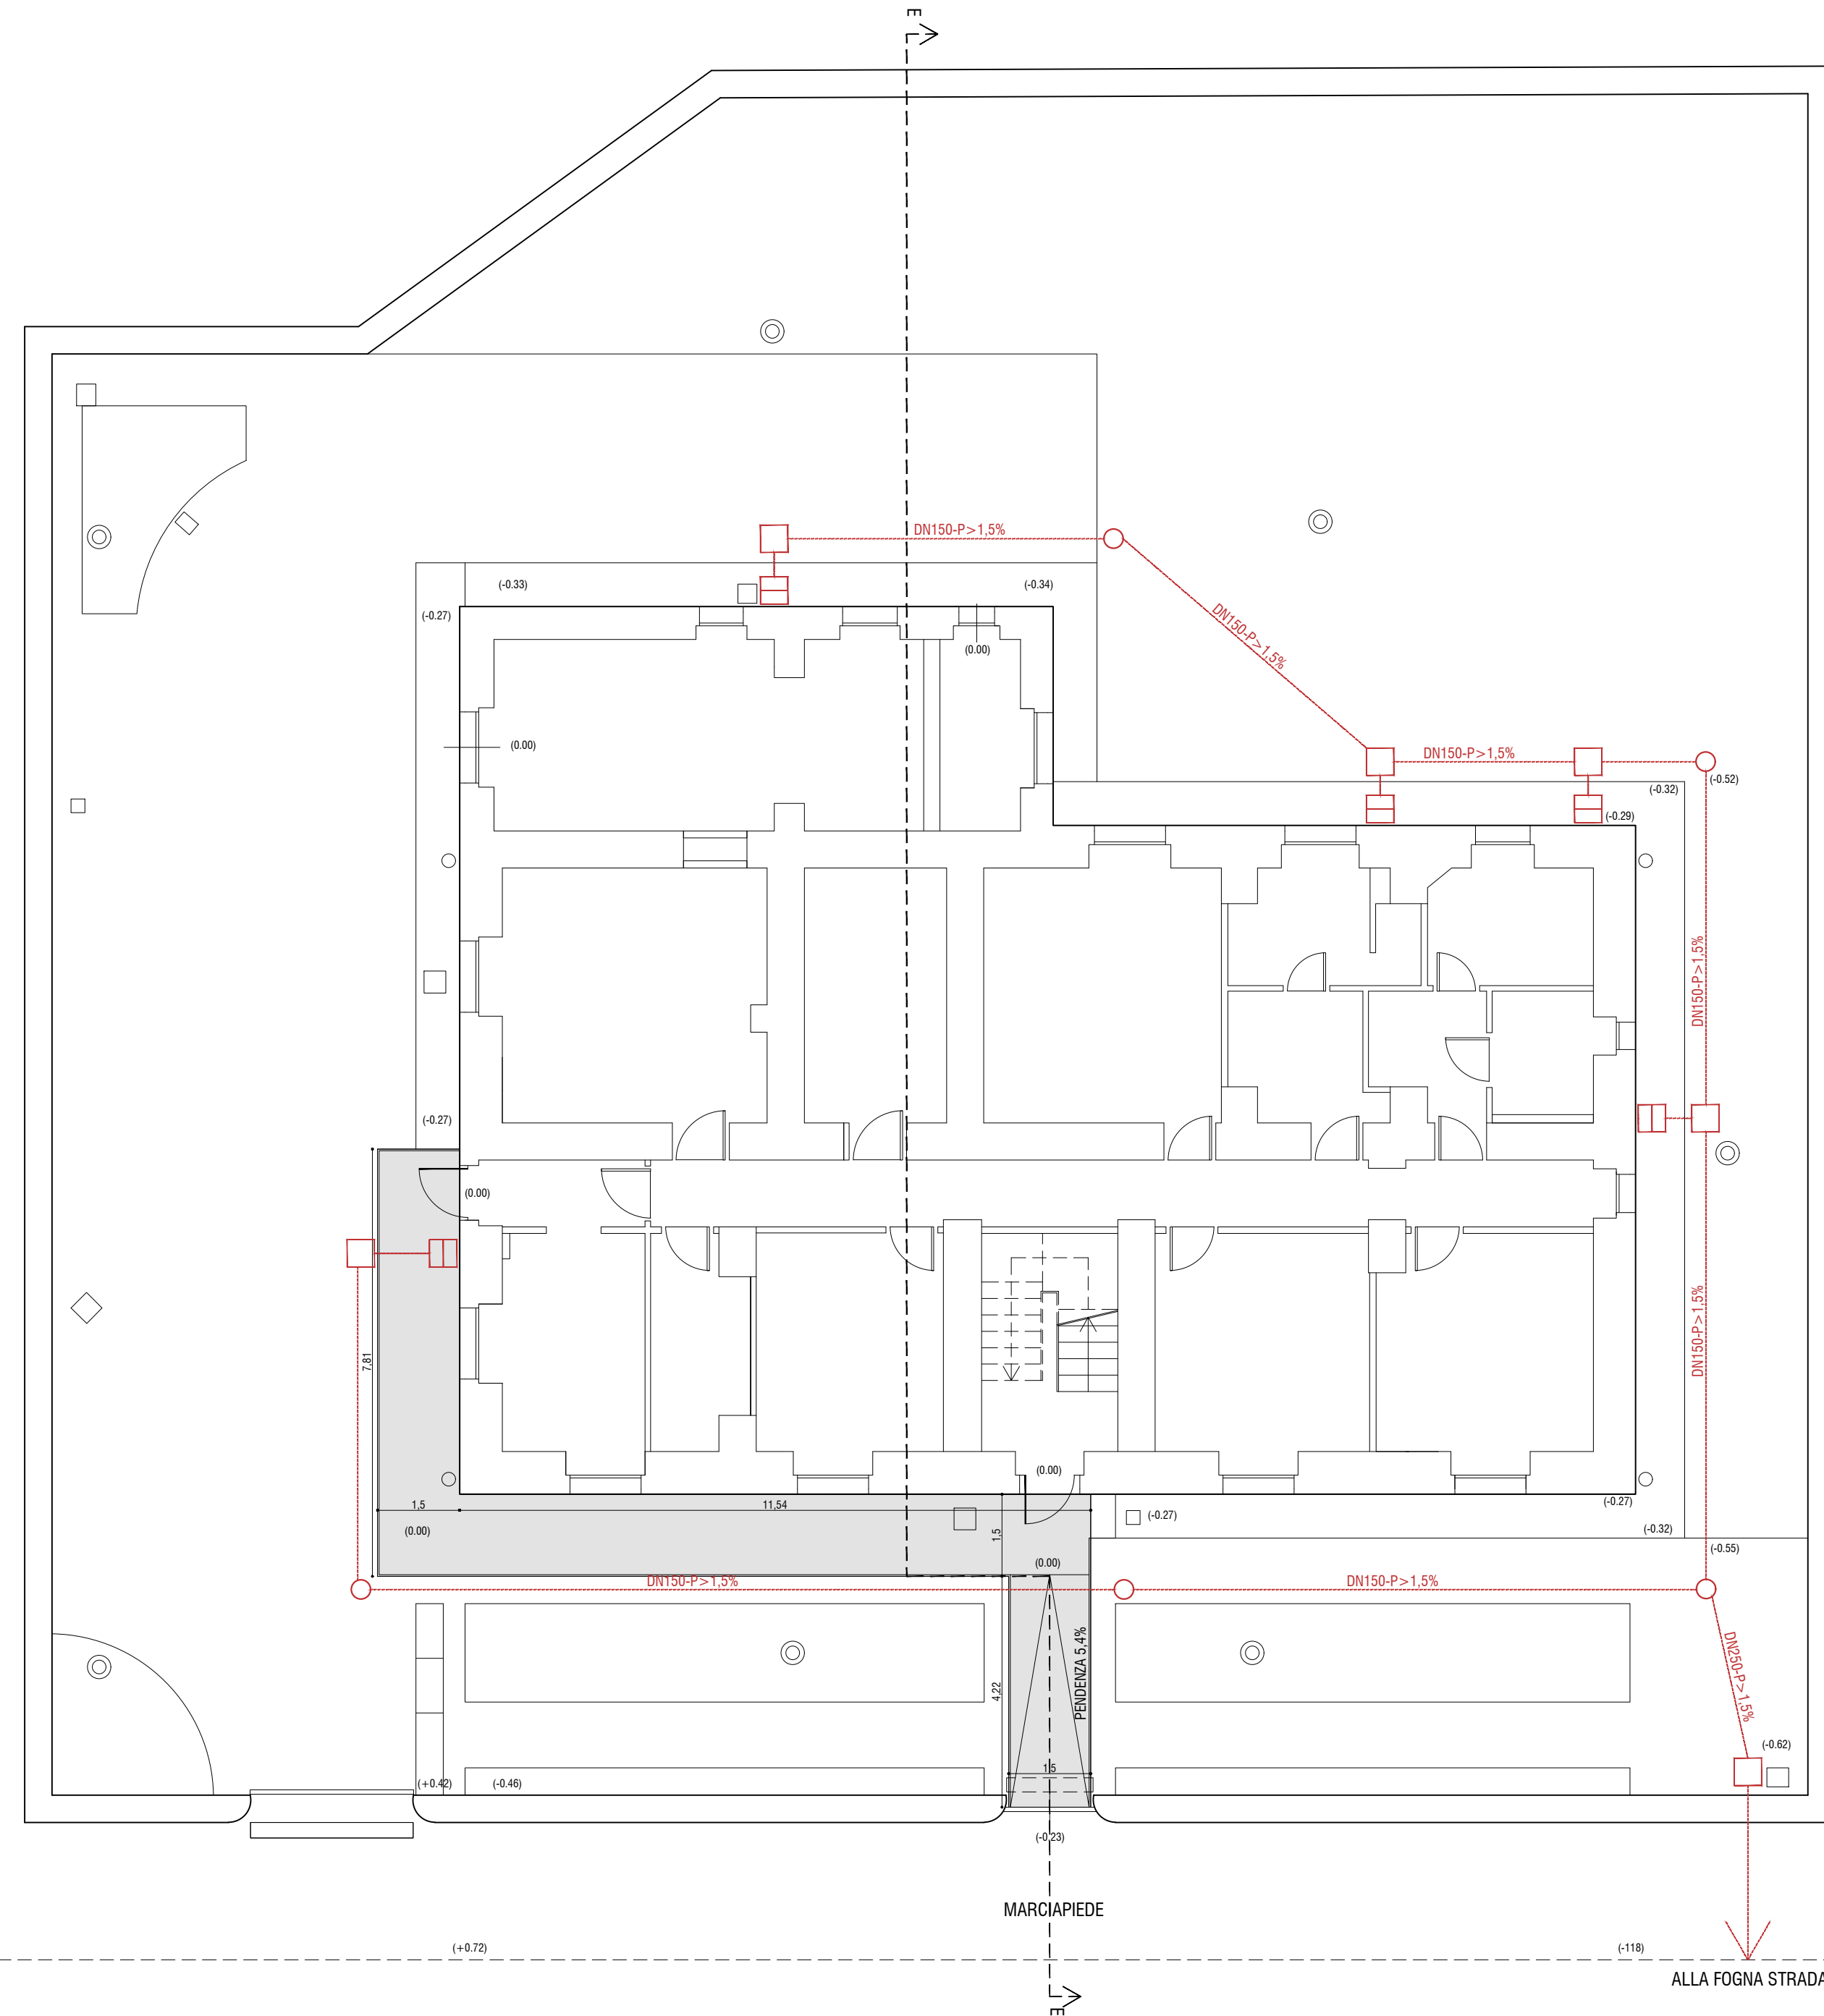 E
DN150-P>1,5%
(-0.33)
(-0.34)
(-0.27)
DN150-P>1,5%
(0.00)
(0.00)
DN150-P>1,5%
(-0.52)
(-0.32)
(-0.29)
DN150-P>1,5%
(-0.27)
(0.00)
7,81
DN150-P>1,5%
(0.00)
1,5
11,54
(-0.27)
(-0.27)
(0.00)
1,5
(-0.32)
(-0.55)
(0.00)
DN150-P>1,5%
DN150-P>1,5%
PENDENZA 5,4%
4,22
DN250-P>1,5%
(-0.62)
1,5
(+0.42)
(-0.46)
(-0.23)
MARCIAPIEDE
(+0.72)
(-118)
ALLA FOGNA STRADA
E